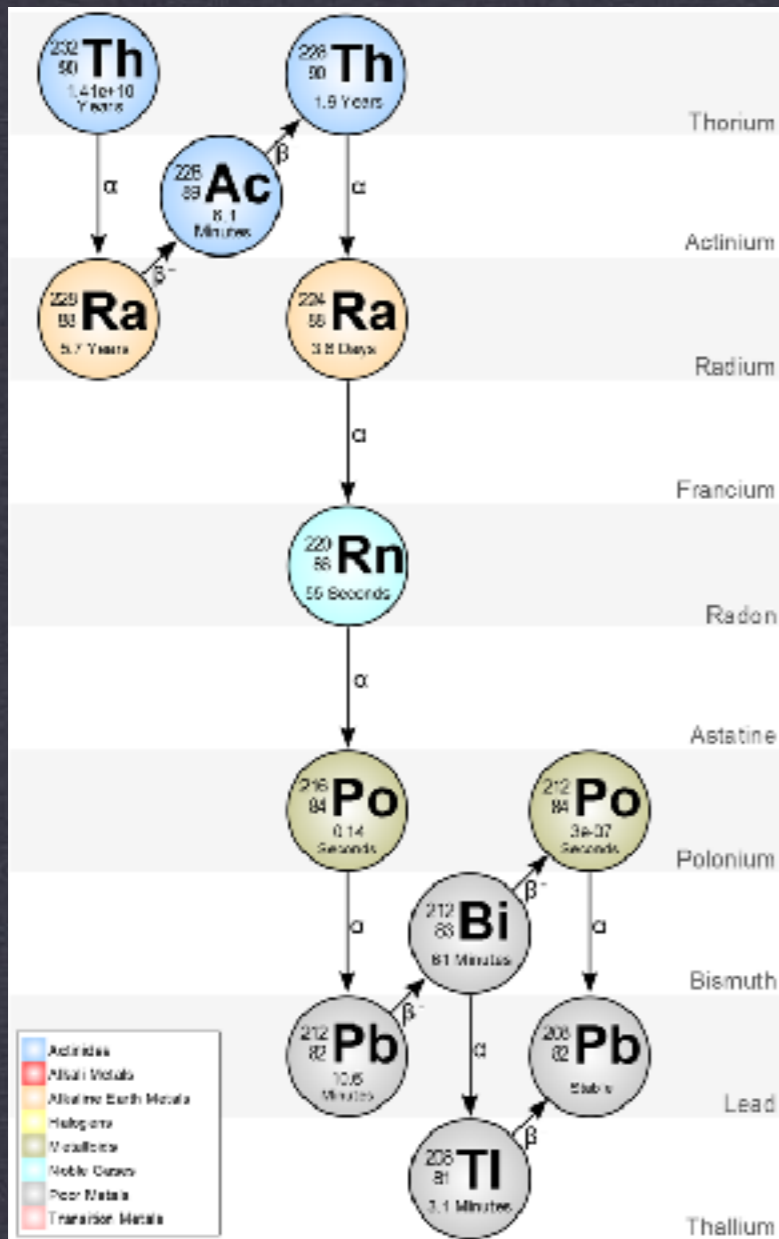 232
90
Th
1.41e+10
Years
228
90
Th
1.9 Years
Thorium
α
β⁻
α
228
89
Ac
6.1
Minutes
Actinium
β⁻
228
88
Ra
5.7 Years
224
88
Ra
3.6 Days
Radium
α
Francium
220
86
Rn
55 Seconds
Radon
α
Astatine
216
84
Po
0.14
Seconds
212
84
Po
3e-07
Seconds
Polonium
α
β⁻
α
212
83
Bi
61 Minutes
Bismuth
β⁻
212
82
Pb
10.6
Minutes
α
208
82
Pb
Stable
Lead
β⁻
208
81
Tl
3.1 Minutes
Thallium
Actinides
Alkali Metals
Alkaline Earth Metals
Halogens
Metalloids
Noble Gases
Poor Metals
Transition Metals